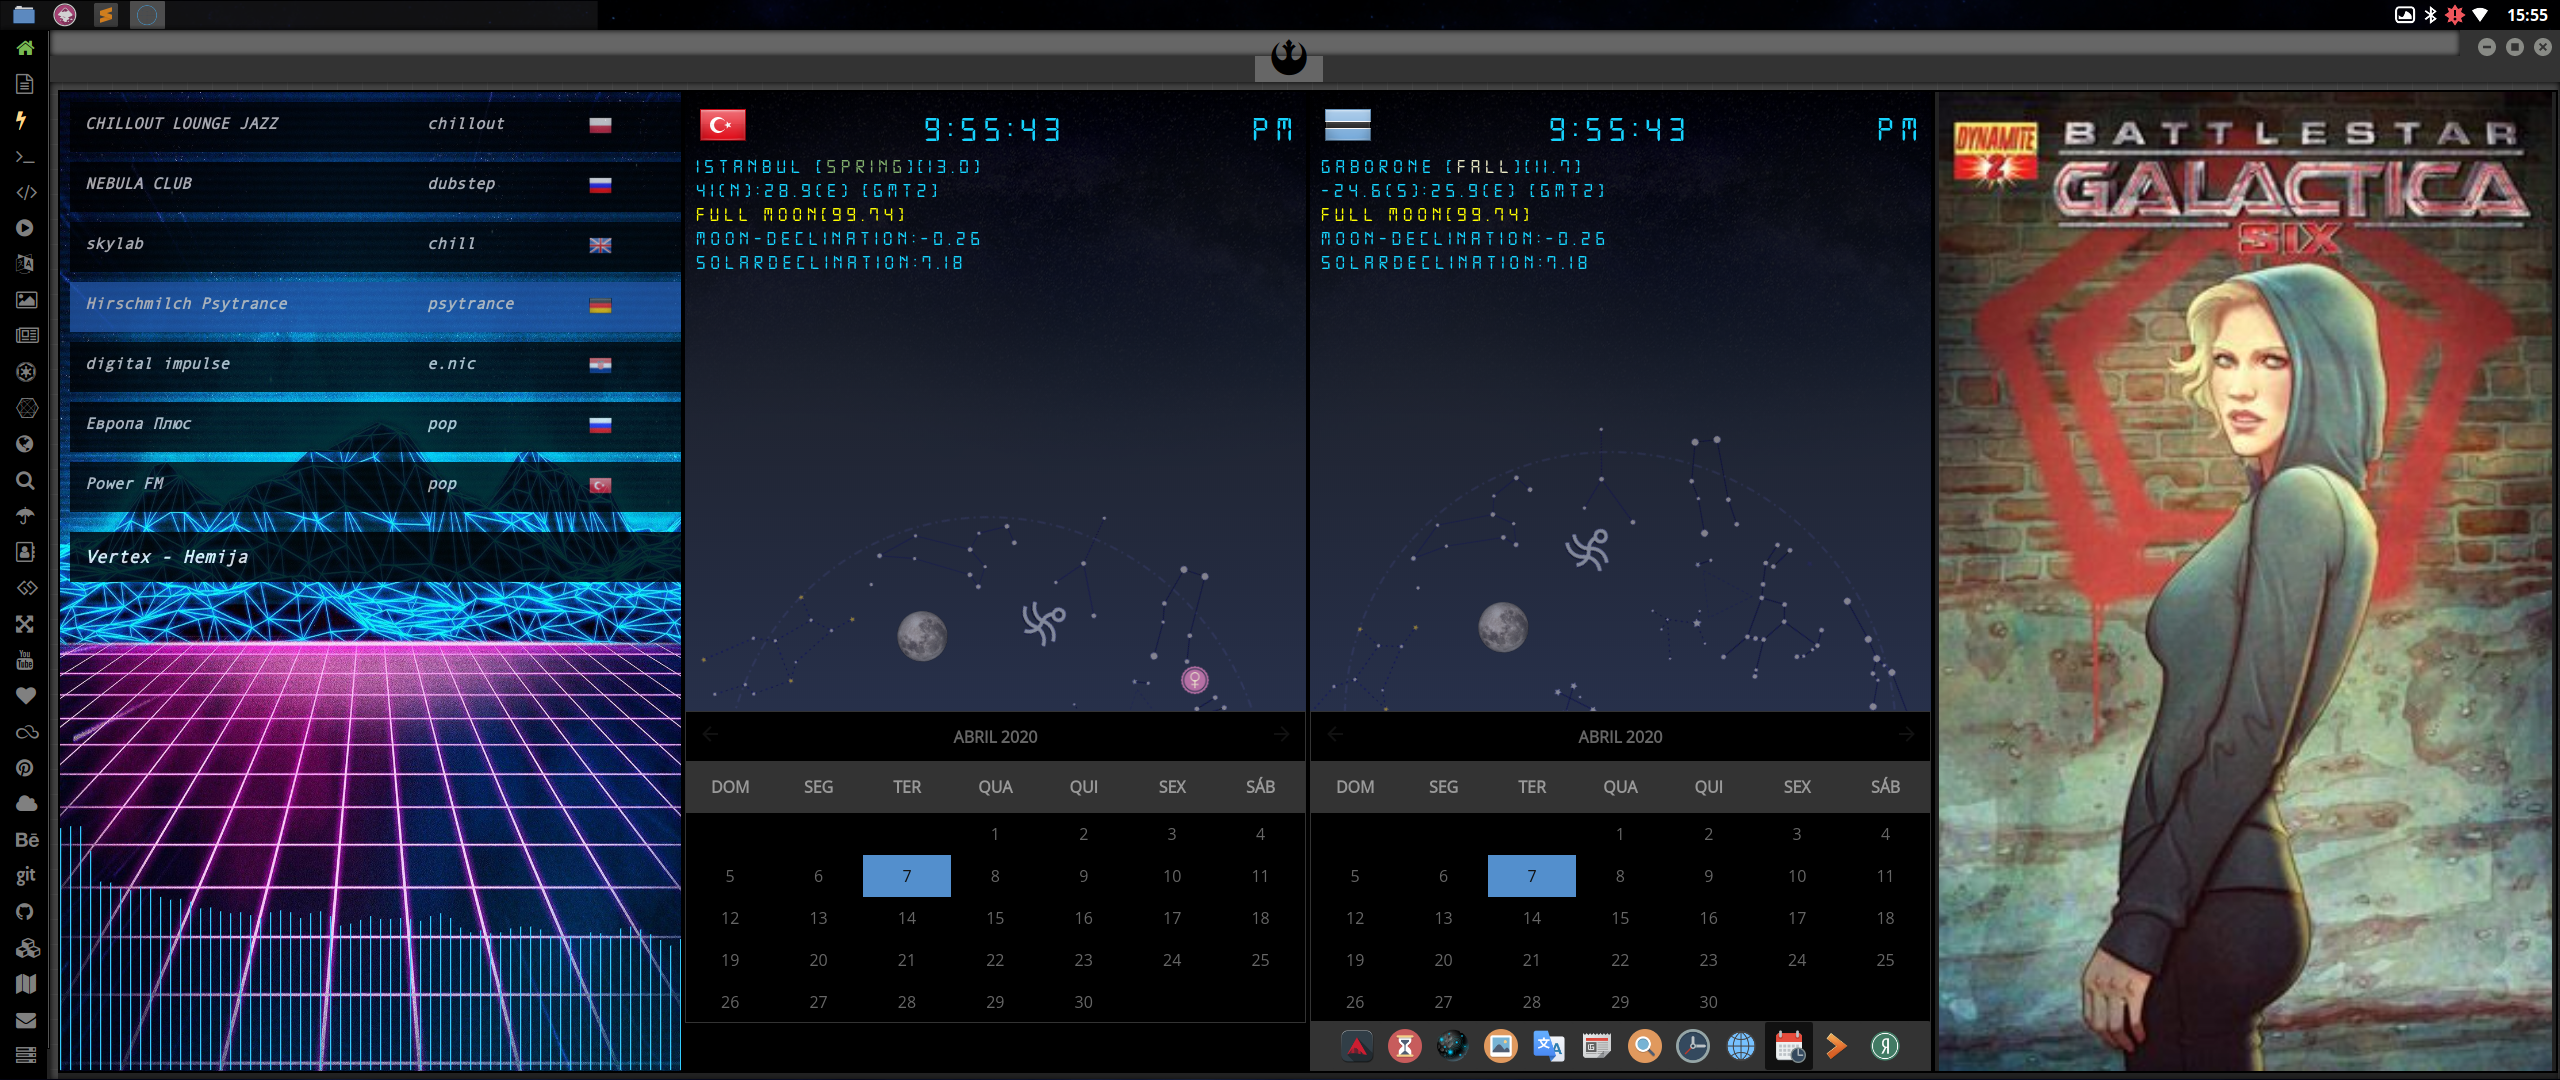 15:55
CHILLOUT LOUNGE JAZZ chillout
NEBULA CLUB dubstep
skylab chill
Hirschmilch Psytrance psytrance
digital impulse e.nic
Европа Плюс pop
Power FM pop
Vertex - Hemija
You
Tube
Bē
git
9:55:43 PM
ISTANBUL [SPRING][13.0]
41(N):28.9(E) [GMT2]
FULL MOON[99.74]
MOON-DECLINATION:-0.26
SOLARDECLINATION:7.18
ABRIL 2020
DOM SEG TER QUA QUI SEX SÁB
1 2 3 4
5 6 7 8 9 10 11
12 13 14 15 16 17 18
19 20 21 22 23 24 25
26 27 28 29 30
9:55:43 PM
GABORONE [FALL][11.7]
-24.6(S):25.9(E) [GMT2]
FULL MOON[99.74]
MOON-DECLINATION:-0.26
SOLARDECLINATION:7.18
ABRIL 2020
DOM SEG TER QUA QUI SEX SÁB
1 2 3 4
5 6 7 8 9 10 11
12 13 14 15 16 17 18
19 20 21 22 23 24 25
26 27 28 29 30
DYNAMITE
2
BATTLESTAR
GALACTICA
SIX